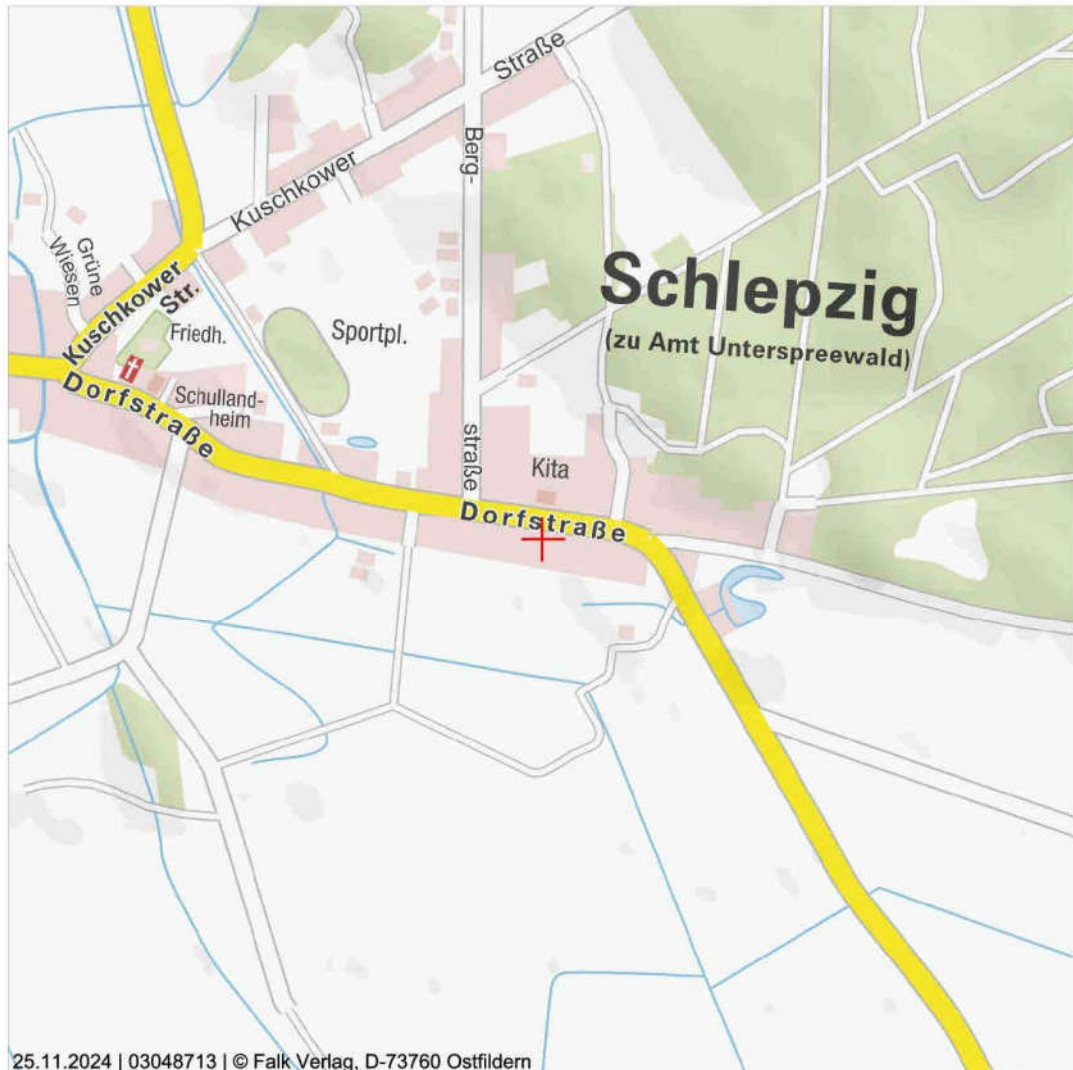 Straße
Berg-
Kuschkower
Grüne
Wiesen
Kuschkower
Str.
Friedh.
Sportpl.
Schlepzig
(zu Amt Unterspreewald)
Dorfstraße
Schulland-
heim
straße
Kita
Dorfstraße
25.11.2024 | 03048713 | © Falk Verlag, D-73760 Ostfildern